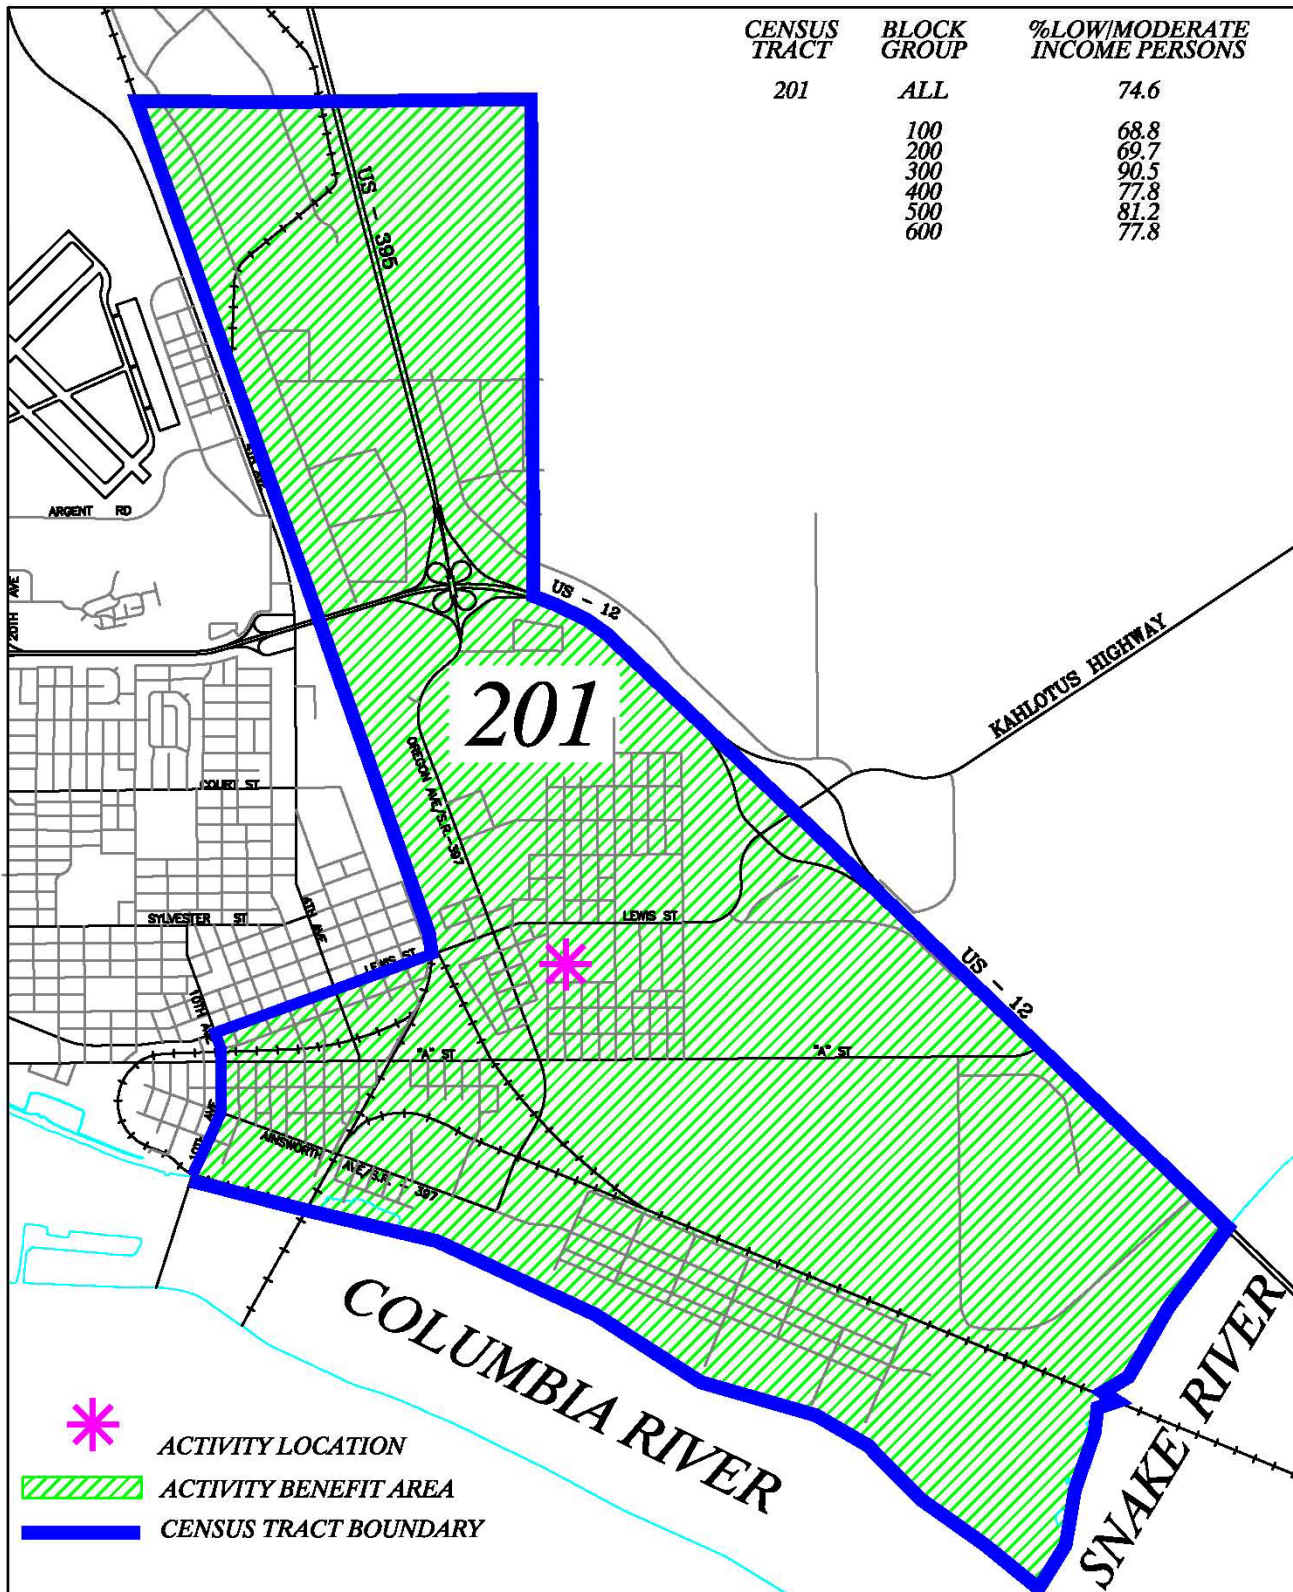 CENSUS TRACT BLOCK GROUP %LOW/MODERATE INCOME PERSONS
201 ALL 74.6
100 68.8
200 69.7
300 90.5
400 77.8
500 81.2
600 77.8
US - 395
ARGENT RD
20TH AVE
US - 12
KAHLOTUS HIGHWAY
201
OREGON AVE/S.R.-397
COURT ST
SYLVESTER ST
4TH AVE
LEWIS ST
LEWIS ST
US - 12
10TH AVE
"A" ST
"A" ST
10TH AVE
AINSWORTH AVE/S.R. - 397
COLUMBIA RIVER
SNAKE RIVER
ACTIVITY LOCATION
ACTIVITY BENEFIT AREA
CENSUS TRACT BOUNDARY